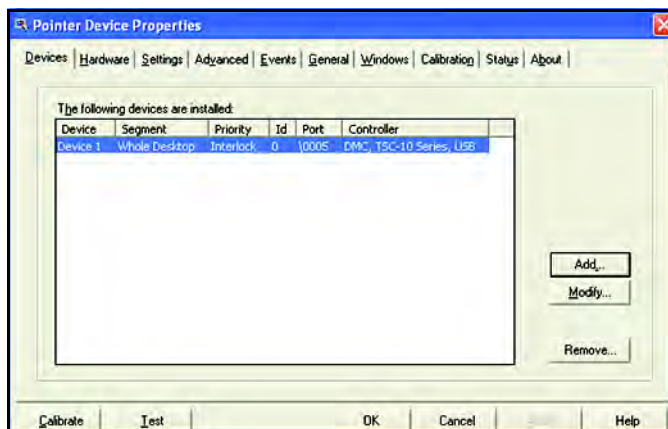 Pointer Device Properties
Devices Hardware Settings Advanced Events General Windows Calibration Status About
The following devices are installed:
Device Segment Priority Id Port Controller
Device 1 Whole Desktop Interlock 0 \0005 DMC, TSC-10 Series, USB
Add...
Modify...
Remove...
Calibrate Test OK Cancel Help